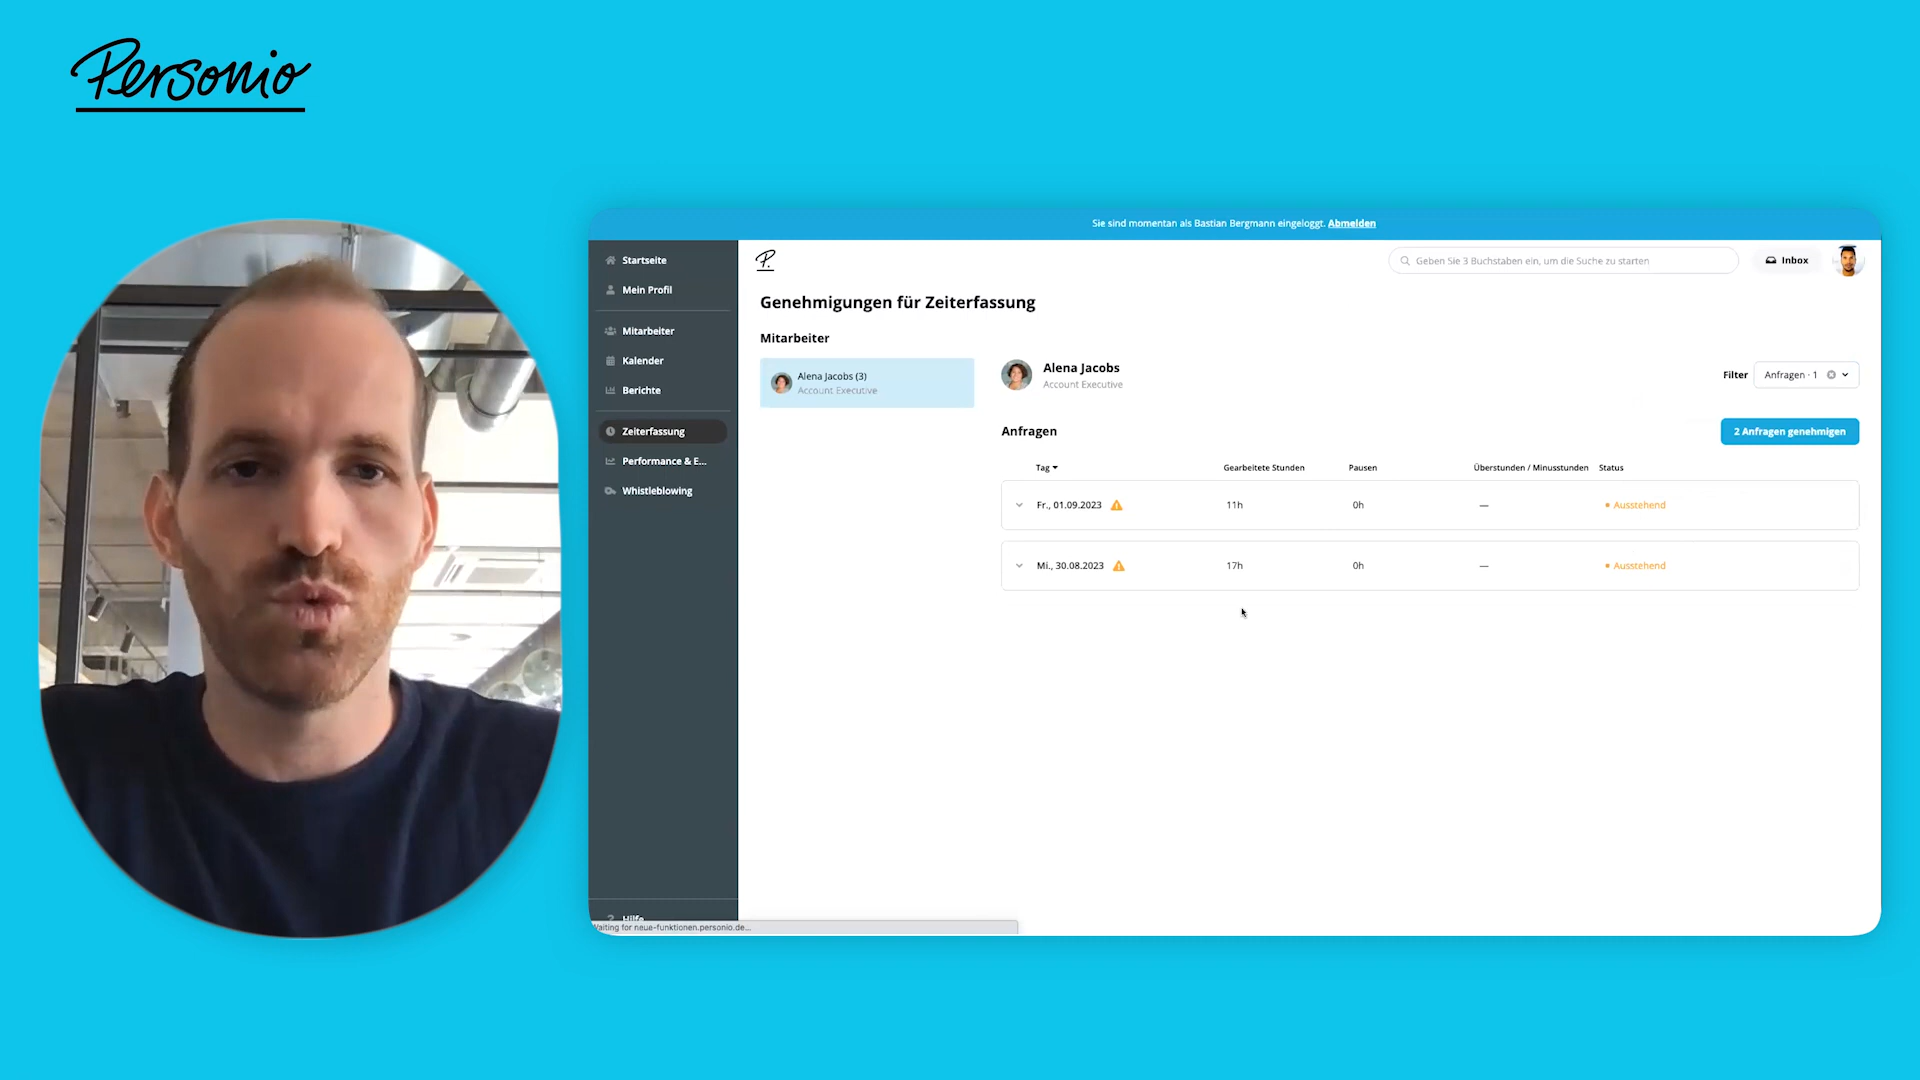 Personio
Sie sind momentan als Bastian Bergmann eingeloggt. Abmelden
Startseite
Mein Profil
Mitarbeiter
Kalender
Berichte
Zeiterfassung
Performance & E...
Whistleblowing
Hilfe
Waiting for neue-funktionen.personio.de...
P.
Geben Sie 3 Buchstaben ein, um die Suche zu starten
Inbox
Genehmigungen für Zeiterfassung
Mitarbeiter
Alena Jacobs (3)
Account Executive
Alena Jacobs
Account Executive
Filter Anfragen · 1
Anfragen
2 Anfragen genehmigen
Tag Gearbeitete Stunden Pausen Überstunden / Minusstunden Status
Fr., 01.09.2023 11h 0h — Ausstehend
Mi., 30.08.2023 17h 0h — Ausstehend